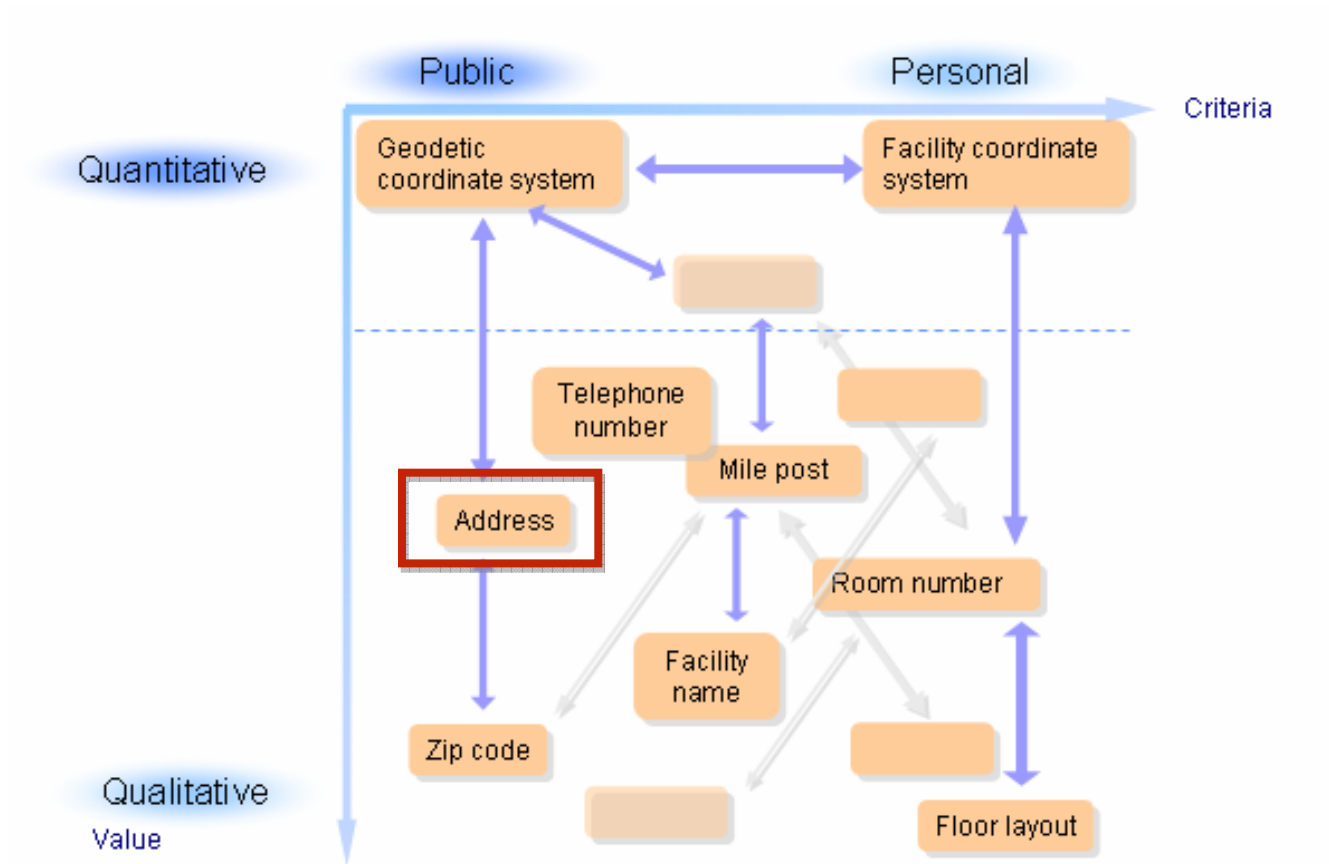 Public
Personal
Criteria
Quantitative
Geodetic
coordinate system
Facility coordinate
system
Telephone
number
Mile post
Address
Room number
Facility
name
Zip code
Qualitative
Value
Floor layout